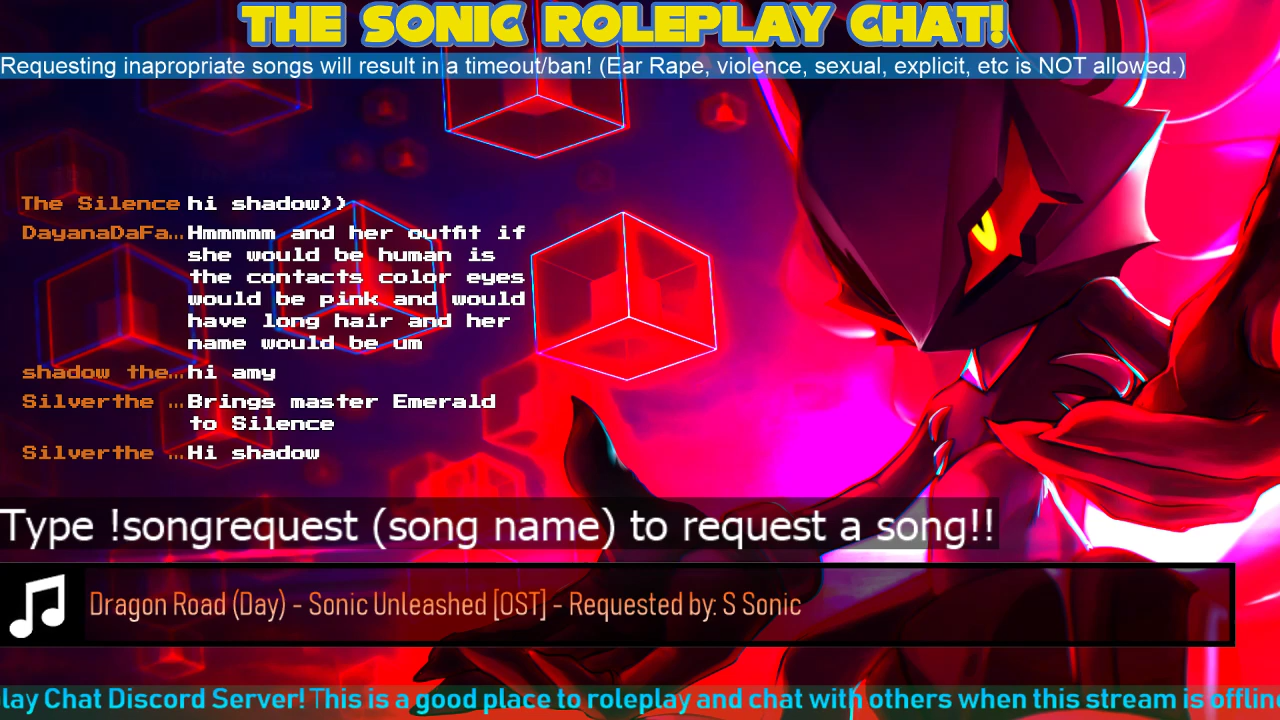 THE SONIC ROLEPLAY CHAT!
Requesting inapropriate songs will result in a timeout/ban! (Ear Rape, violence, sexual, explicit, etc is NOT allowed.)
The Silence hi shadow))
DayanaDaFa... Hmmmmm and her outfit if
she would be human is
the contacts color eyes
would be pink and would
have long hair and her
name would be um
shadow the... hi amy
Silverthe ... Brings master Emerald
to Silence
Silverthe ... Hi shadow
Type !songrequest (song name) to request a song!!
Dragon Road (Day) - Sonic Unleashed [OST] - Requested by: S Sonic
lay Chat Discord Server! This is a good place to roleplay and chat with others when this stream is offline